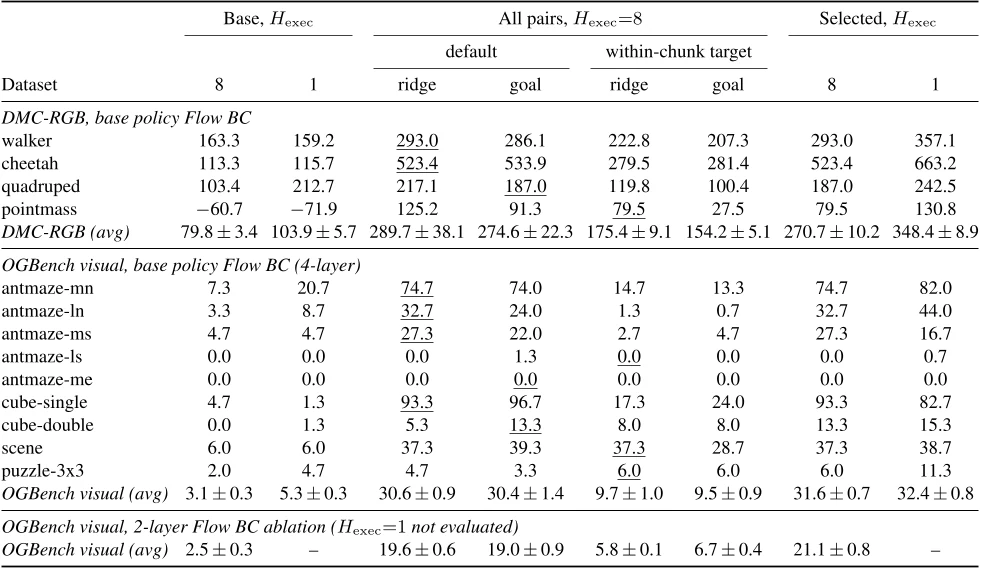 Base, H_exec All pairs, H_exec=8 Selected, H_exec
default within-chunk target
Dataset 8 1 ridge goal ridge goal 8 1
DMC-RGB, base policy Flow BC
walker 163.3 159.2 293.0 286.1 222.8 207.3 293.0 357.1
cheetah 113.3 115.7 523.4 533.9 279.5 281.4 523.4 663.2
quadruped 103.4 212.7 217.1 187.0 119.8 100.4 187.0 242.5
pointmass −60.7 −71.9 125.2 91.3 79.5 27.5 79.5 130.8
DMC-RGB (avg) 79.8 ± 3.4 103.9 ± 5.7 289.7 ± 38.1 274.6 ± 22.3 175.4 ± 9.1 154.2 ± 5.1 270.7 ± 10.2 348.4 ± 8.9
OGBench visual, base policy Flow BC (4-layer)
antmaze-mn 7.3 20.7 74.7 74.0 14.7 13.3 74.7 82.0
antmaze-ln 3.3 8.7 32.7 24.0 1.3 0.7 32.7 44.0
antmaze-ms 4.7 4.7 27.3 22.0 2.7 4.7 27.3 16.7
antmaze-ls 0.0 0.0 0.0 1.3 0.0 0.0 0.0 0.7
antmaze-me 0.0 0.0 0.0 0.0 0.0 0.0 0.0 0.0
cube-single 4.7 1.3 93.3 96.7 17.3 24.0 93.3 82.7
cube-double 0.0 1.3 5.3 13.3 8.0 8.0 13.3 15.3
scene 6.0 6.0 37.3 39.3 37.3 28.7 37.3 38.7
puzzle-3x3 2.0 4.7 4.7 3.3 6.0 6.0 6.0 11.3
OGBench visual (avg) 3.1 ± 0.3 5.3 ± 0.3 30.6 ± 0.9 30.4 ± 1.4 9.7 ± 1.0 9.5 ± 0.9 31.6 ± 0.7 32.4 ± 0.8
OGBench visual, 2-layer Flow BC ablation (H_exec=1 not evaluated)
OGBench visual (avg) 2.5 ± 0.3 – 19.6 ± 0.6 19.0 ± 0.9 5.8 ± 0.1 6.7 ± 0.4 21.1 ± 0.8 –